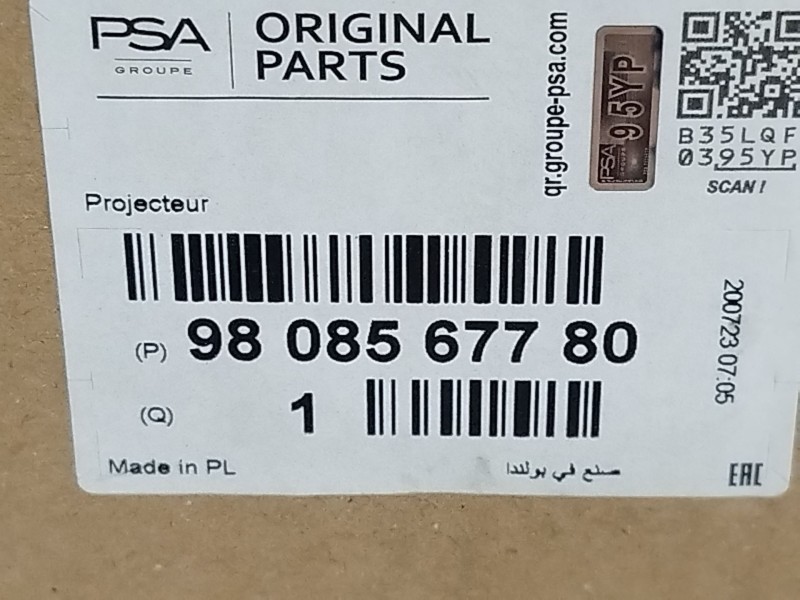 PSA
GROUPE
ORIGINAL
PARTS
qr.groupe-psa.com
95YP
PSA
GROUPE
B35LQF
0395YP
SCAN !
Projecteur
(P) 98 085 677 80
(Q) 1
200723 07:05
Made in PL
صنع في بولندا
EAC